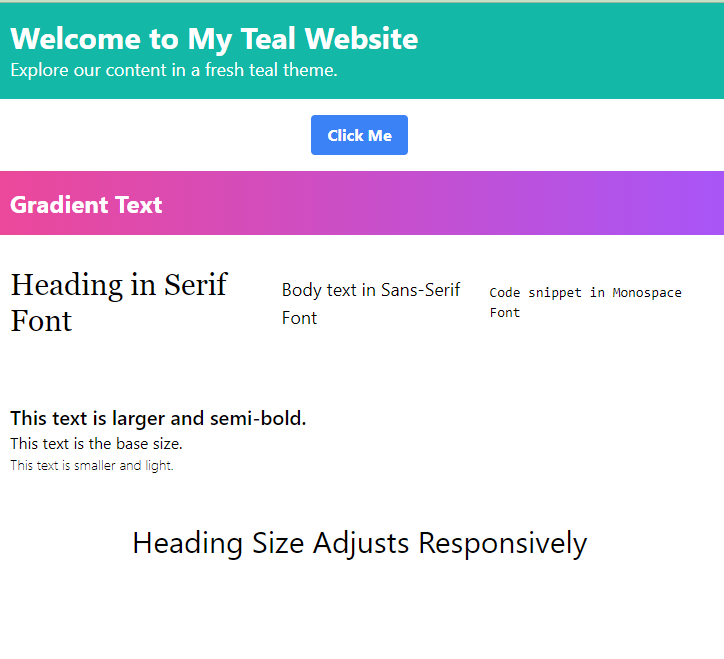 Welcome to My Teal Website
Explore our content in a fresh teal theme.
Click Me
Gradient Text
Heading in Serif
Font
Body text in Sans-Serif
Font
Code snippet in Monospace
Font
This text is larger and semi-bold.
This text is the base size.
This text is smaller and light.
Heading Size Adjusts Responsively